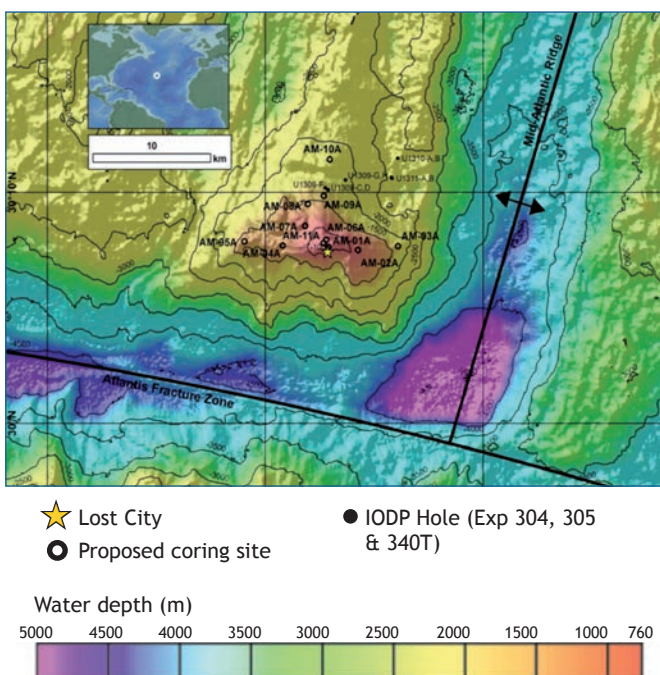 10
km
Mid-Atlantic Ridge
AM-10A
U1310-A,B
U1309-G,H
U1311-A,B
U1309-F
U1309-C,D
30°10'N
AM-08A
AM-09A
AM-07A
AM-06A
AM-05A
AM-11A
AM-01A
AM-03A
AM-04A
AM-02A
Atlantis Fracture Zone
30°N
Lost City
Proposed coring site
IODP Hole (Exp 304, 305
& 340T)
Water depth (m)
5000 4500 4000 3500 3000 2500 2000 1500 1000 760